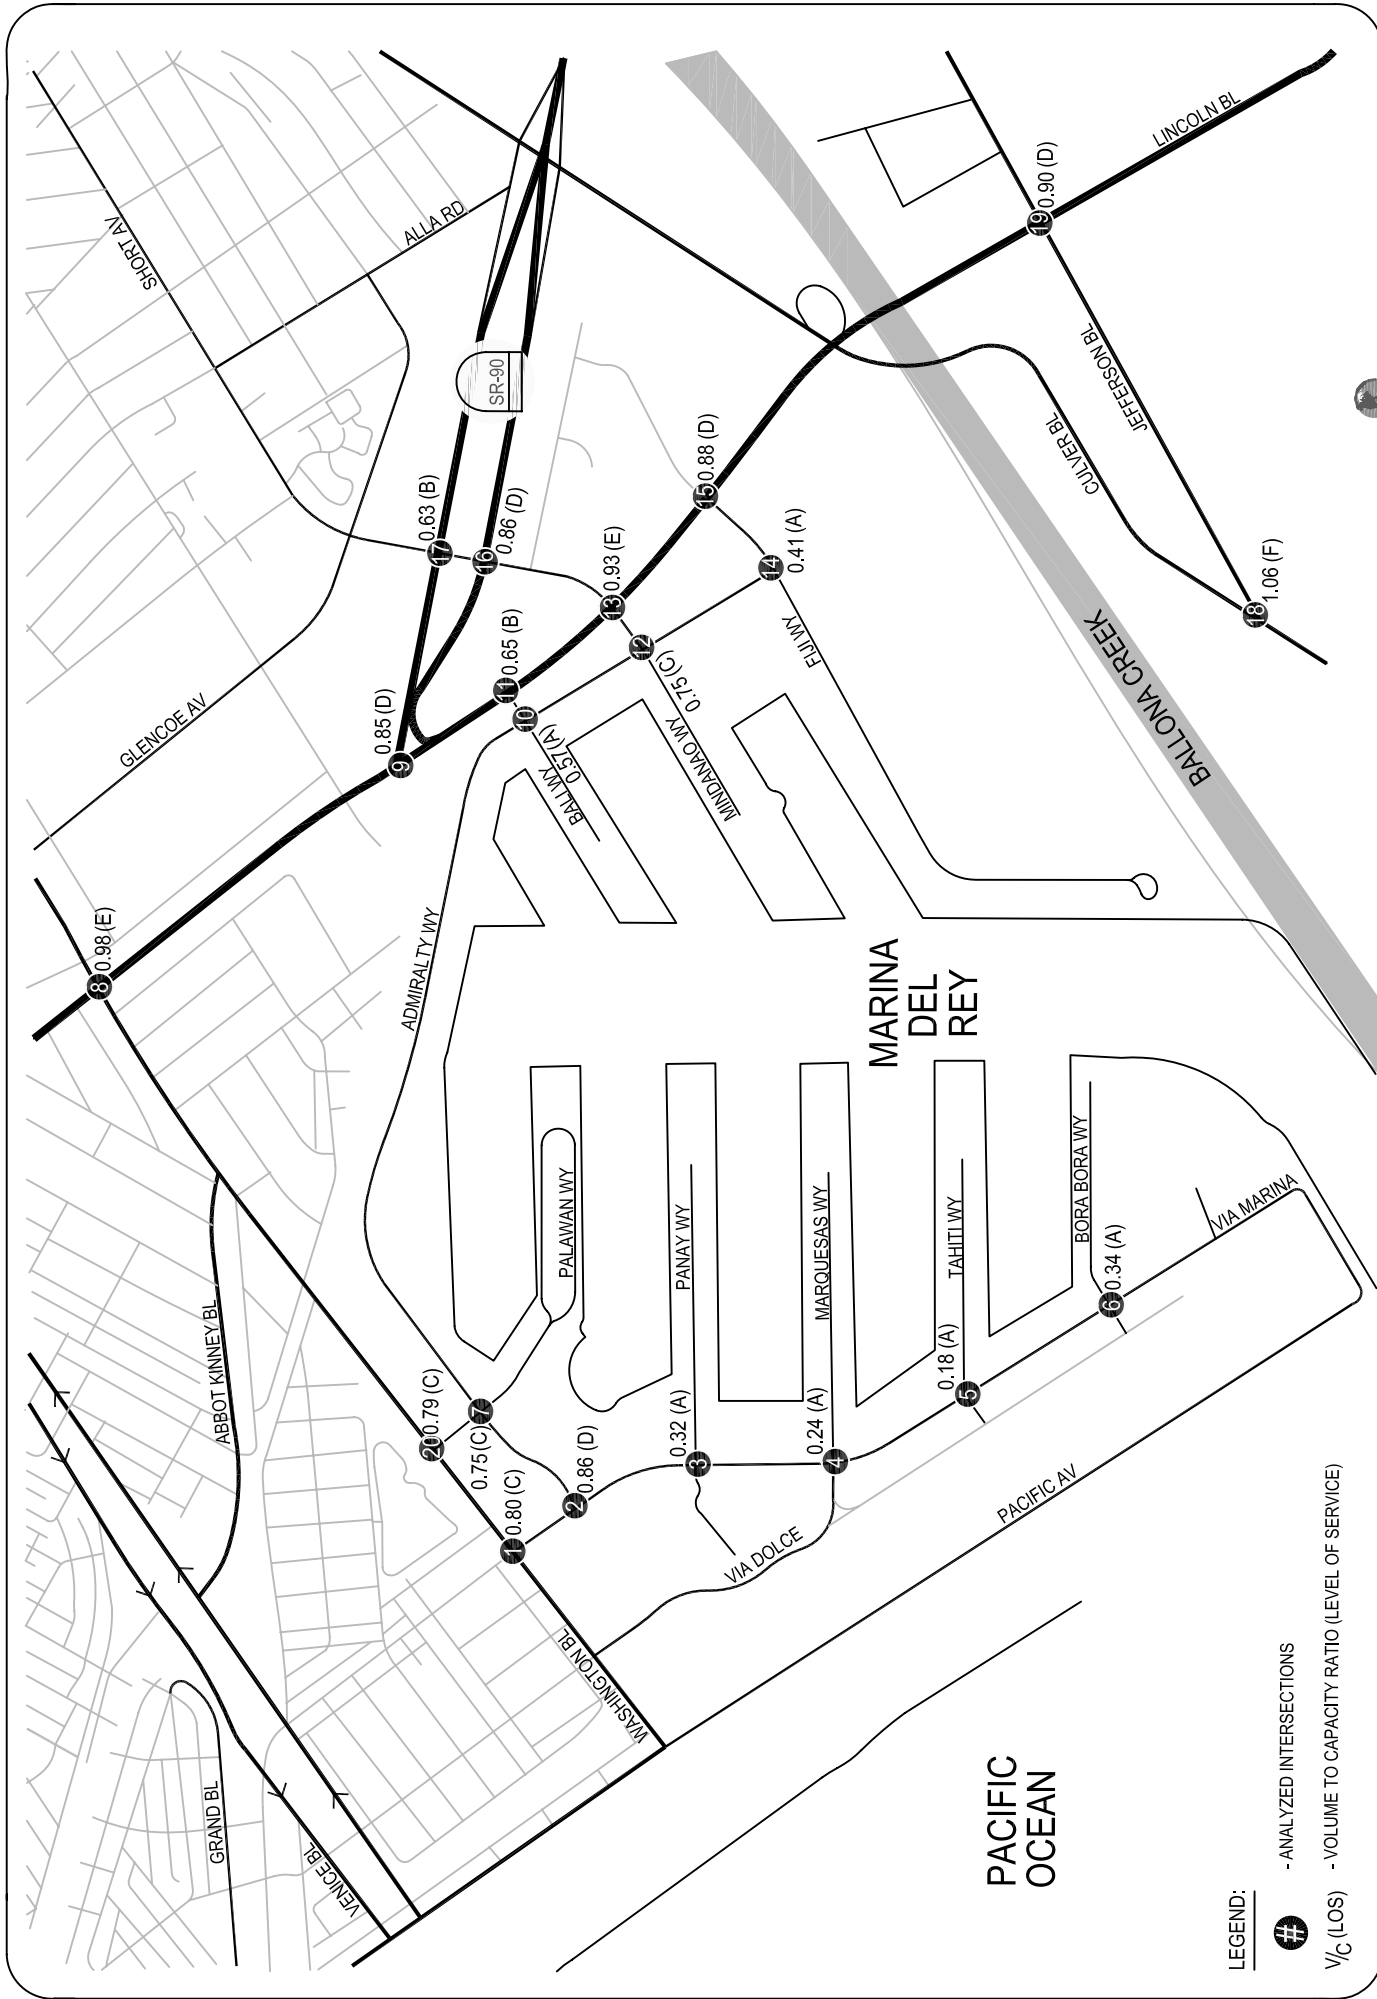 SHORT AV
ALLA RD
SR-90
LINCOLN BL
19
0.90 (D)
JEFFERSON BL
CULVER BL
15
0.88 (D)
17
0.63 (B)
16
0.86 (D)
13
0.93 (E)
14
0.41 (A)
18
1.06 (F)
11
0.65 (B)
12
0.75 (C)
FIJI WY
BALLONA CREEK
GLENCOE AV
9
0.85 (D)
10
0.57 (A)
BALI WY
MINDANAO WY
8
0.98 (E)
ADMIRALTY WY
MARINA
DEL
REY
ABBOT KINNEY BL
PALAWAN WY
PANAY WY
MARQUESAS WY
TAHITI WY
BORA BORA WY
VIA MARINA
20
0.79 (C)
7
0.75 (C)
1
0.80 (C)
2
0.86 (D)
3
0.32 (A)
4
0.24 (A)
5
0.18 (A)
6
0.34 (A)
VIA DOLCE
PACIFIC AV
WASHINGTON BL
GRAND BL
VENICE BL
PACIFIC
OCEAN
LEGEND:
# - ANALYZED INTERSECTIONS
V/C (LOS) - VOLUME TO CAPACITY RATIO (LEVEL OF SERVICE)